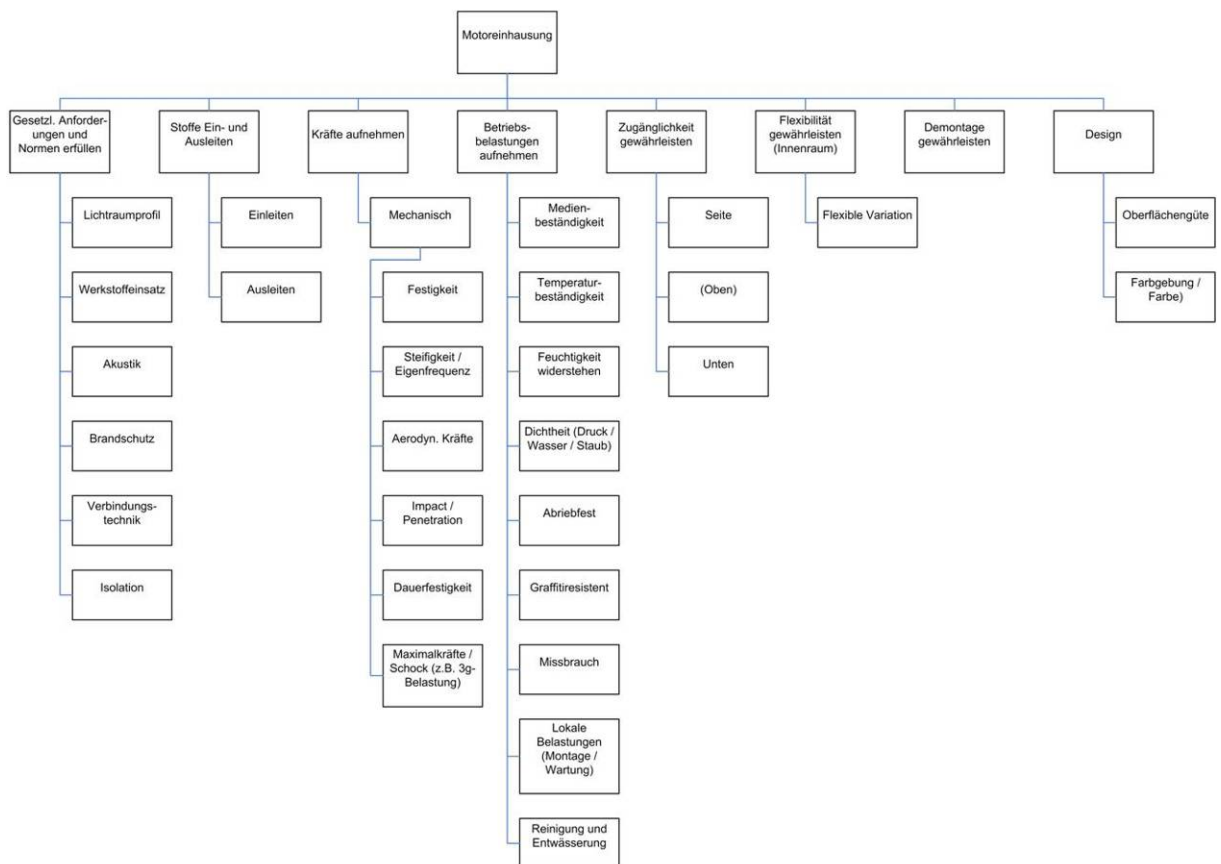 Motoreinhausung
Gesetzl. Anforder-
ungen und
Normen erfüllen
Stoffe Ein- und
Ausleiten
Kräfte aufnehmen
Betriebs-
belastungen
aufnehmen
Zugänglichkeit
gewährleisten
Flexibilität
gewährleisten
(Innenraum)
Demontage
gewährleisten
Design
Lichtraumprofil
Werkstoffeinsatz
Akustik
Brandschutz
Verbindungs-
technik
Isolation
Einleiten
Ausleiten
Mechanisch
Festigkeit
Steifigkeit /
Eigenfrequenz
Aerodyn. Kräfte
Impact /
Penetration
Dauerfestigkeit
Maximalkräfte /
Schock (z.B. 3g-
Belastung)
Medien-
beständigkeit
Temperatur-
beständigkeit
Feuchtigkeit
widerstehen
Dichtheit (Druck /
Wasser / Staub)
Abriebfest
Graffitiresistent
Missbrauch
Lokale
Belastungen
(Montage /
Wartung)
Reinigung und
Entwässerung
Seite
(Oben)
Unten
Flexible Variation
Oberflächengüte
Farbgebung /
Farbe)